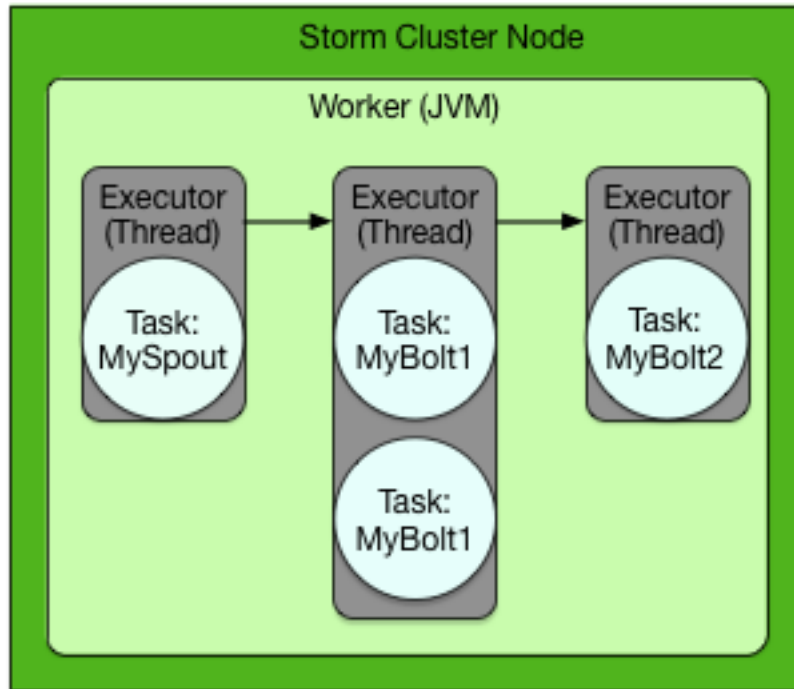 Storm Cluster Node
Worker (JVM)
Executor
(Thread)
Task:
MySpout
Executor
(Thread)
Task:
MyBolt1
Task:
MyBolt1
Executor
(Thread)
Task:
MyBolt2